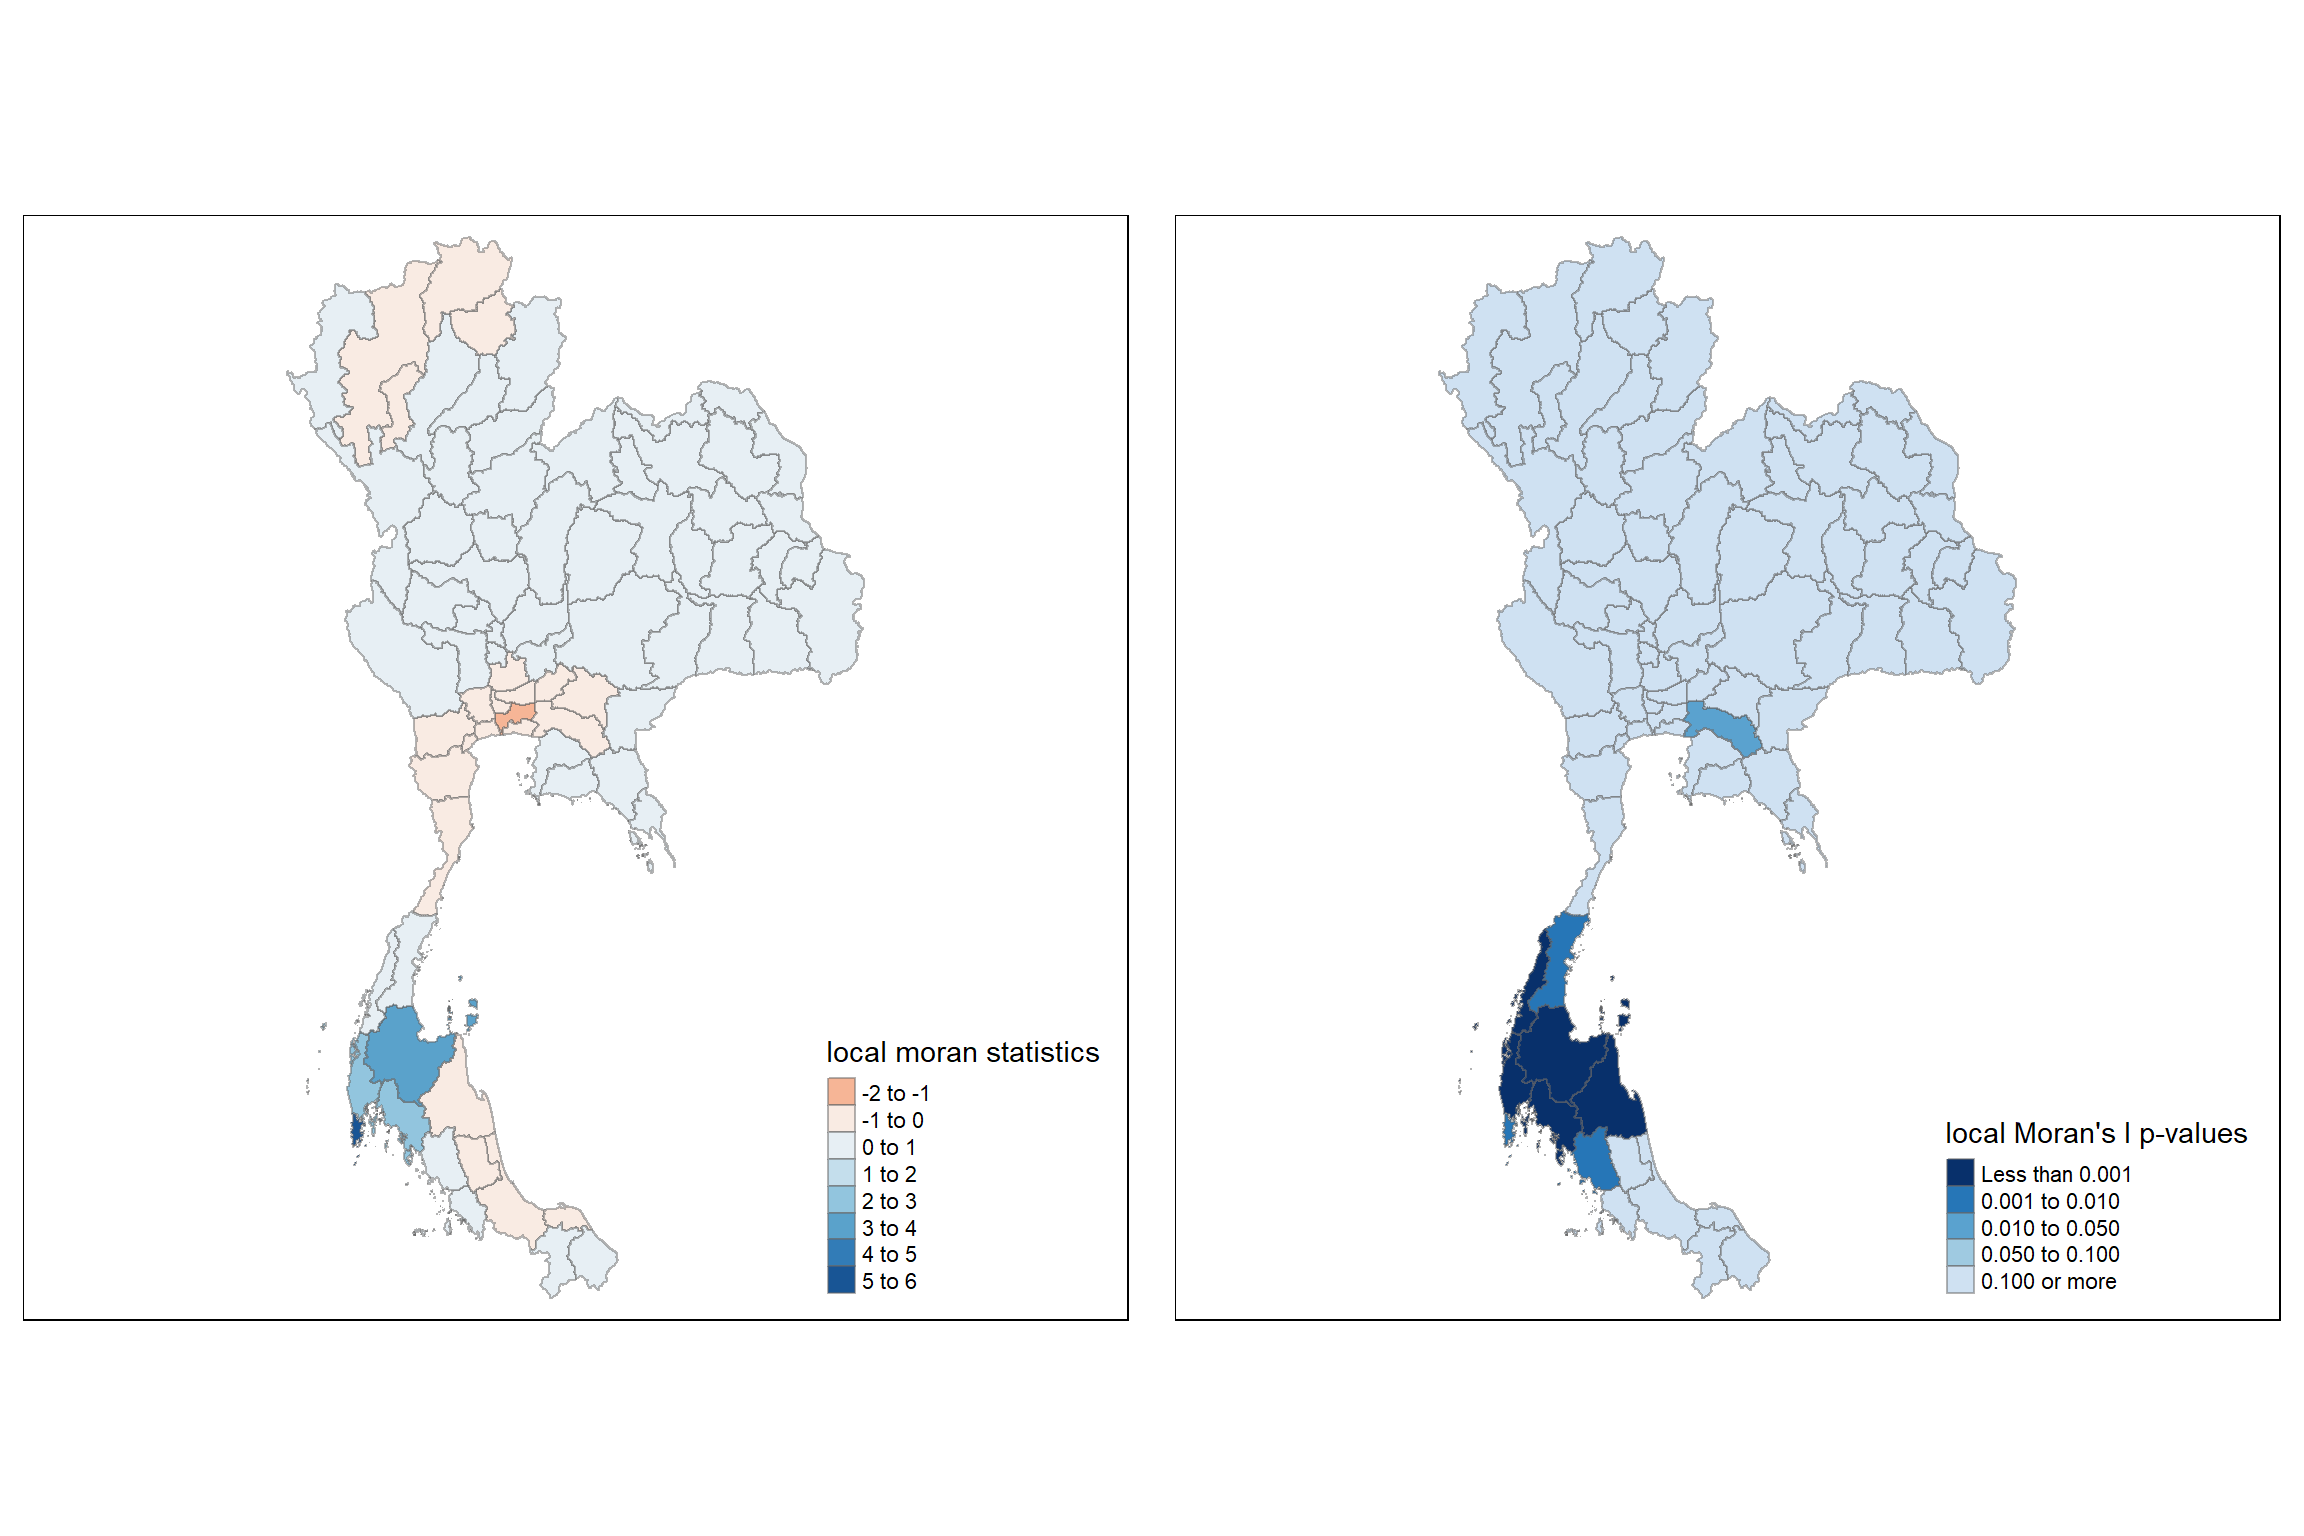 local moran statistics
-2 to -1
-1 to 0
0 to 1
1 to 2
2 to 3
3 to 4
4 to 5
5 to 6
local Moran's I p-values
Less than 0.001
0.001 to 0.010
0.010 to 0.050
0.050 to 0.100
0.100 or more